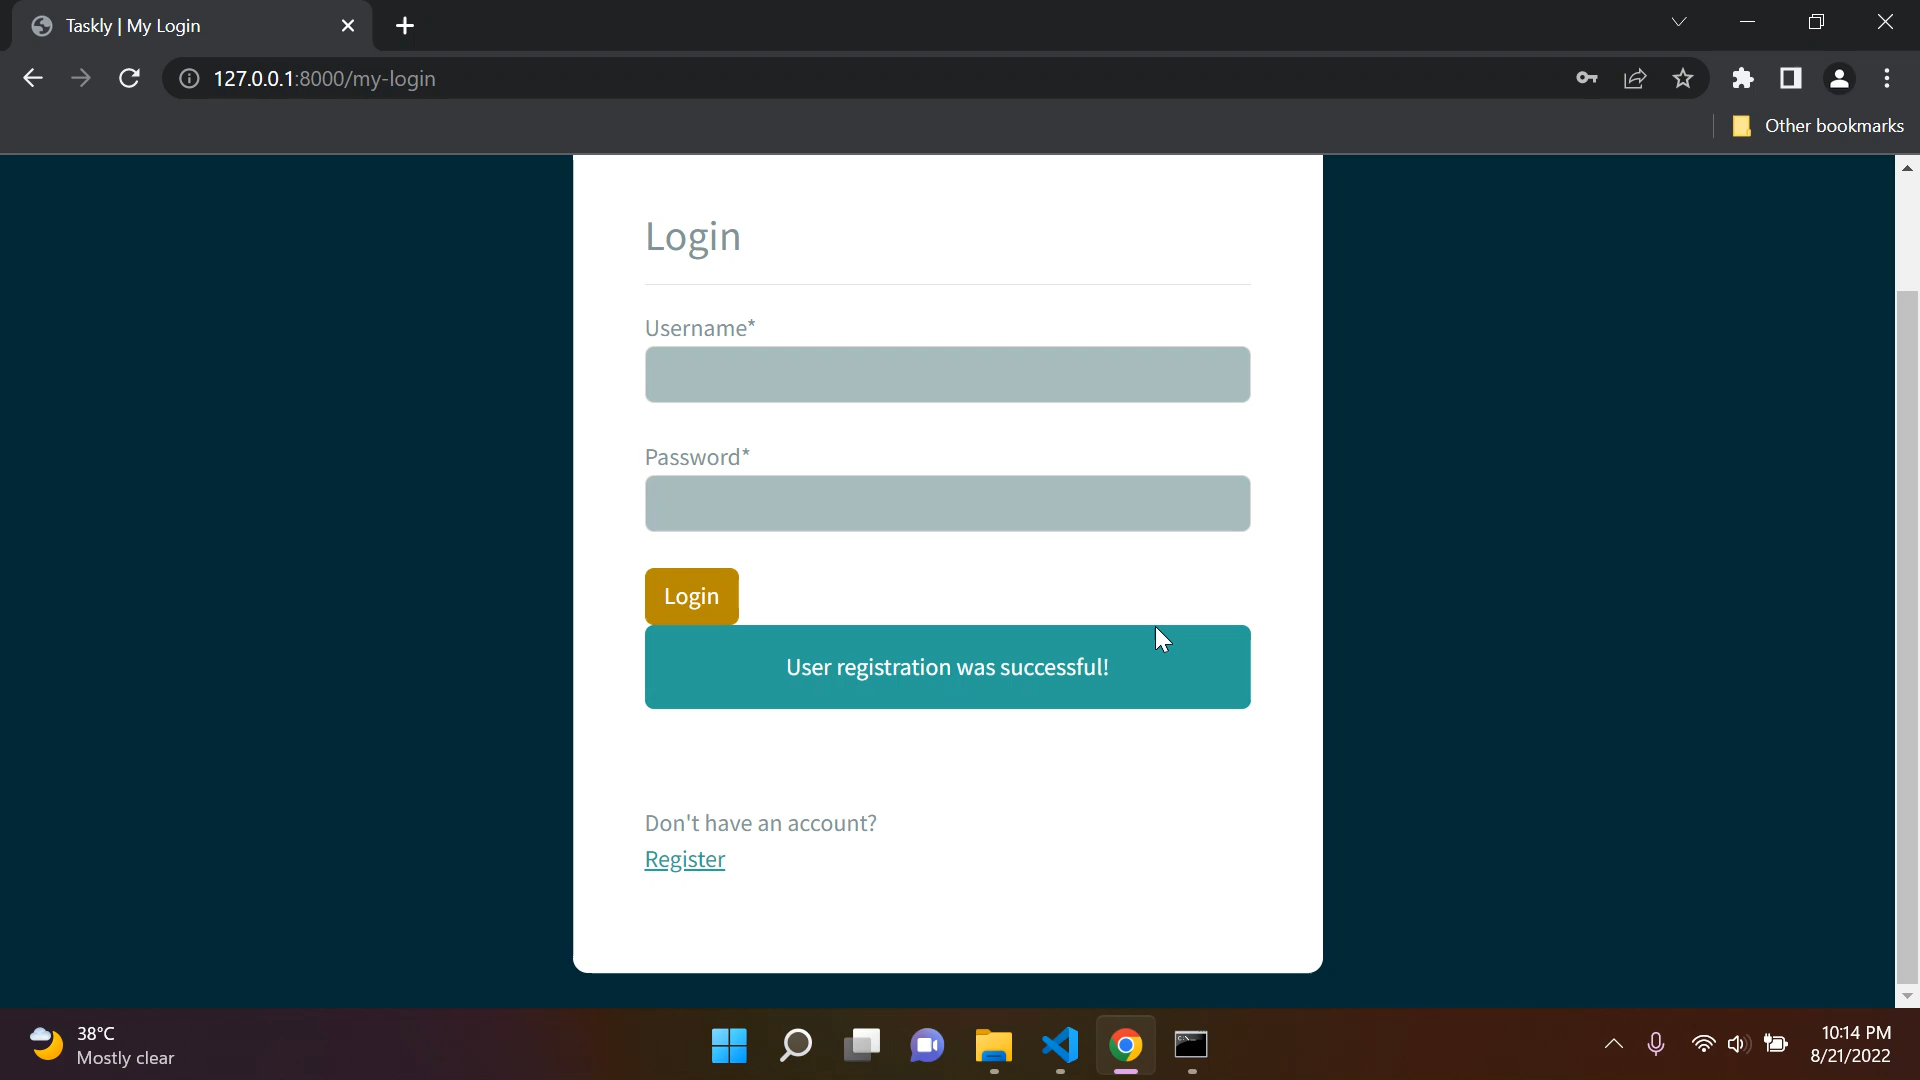 Taskly | My Login
127.0.0.1:8000/my-login
Other bookmarks
Login
Username*
Password*
Login
User registration was successful!
Don't have an account?
Register
38°C
Mostly clear
10:14 PM
8/21/2022